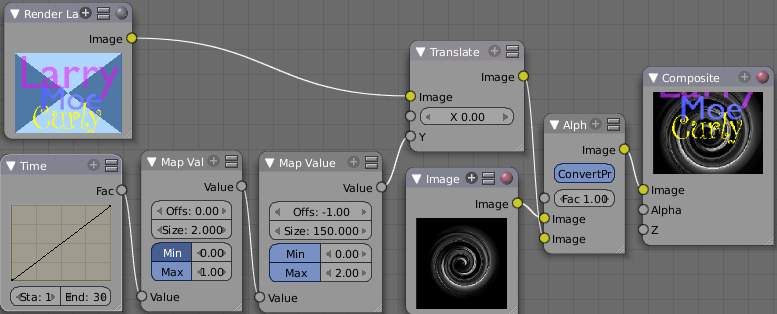 Render La
Image
Larry
Moe
Curly
Translate
Image
Image
X 0.00
Y
Composite
Larry
Moe
Curly
Image
Alpha
Z
Alph
Image
ConvertPr
Fac 1.00
Image
Image
Time
Fac
Sta: 1
End: 30
Map Val
Value
Offs: 0.00
Size: 2.000
Min
0.00
Max
1.00
Value
Map Value
Value
Offs: -1.00
Size: 150.000
Min
0.00
Max
2.00
Value
Image
Image